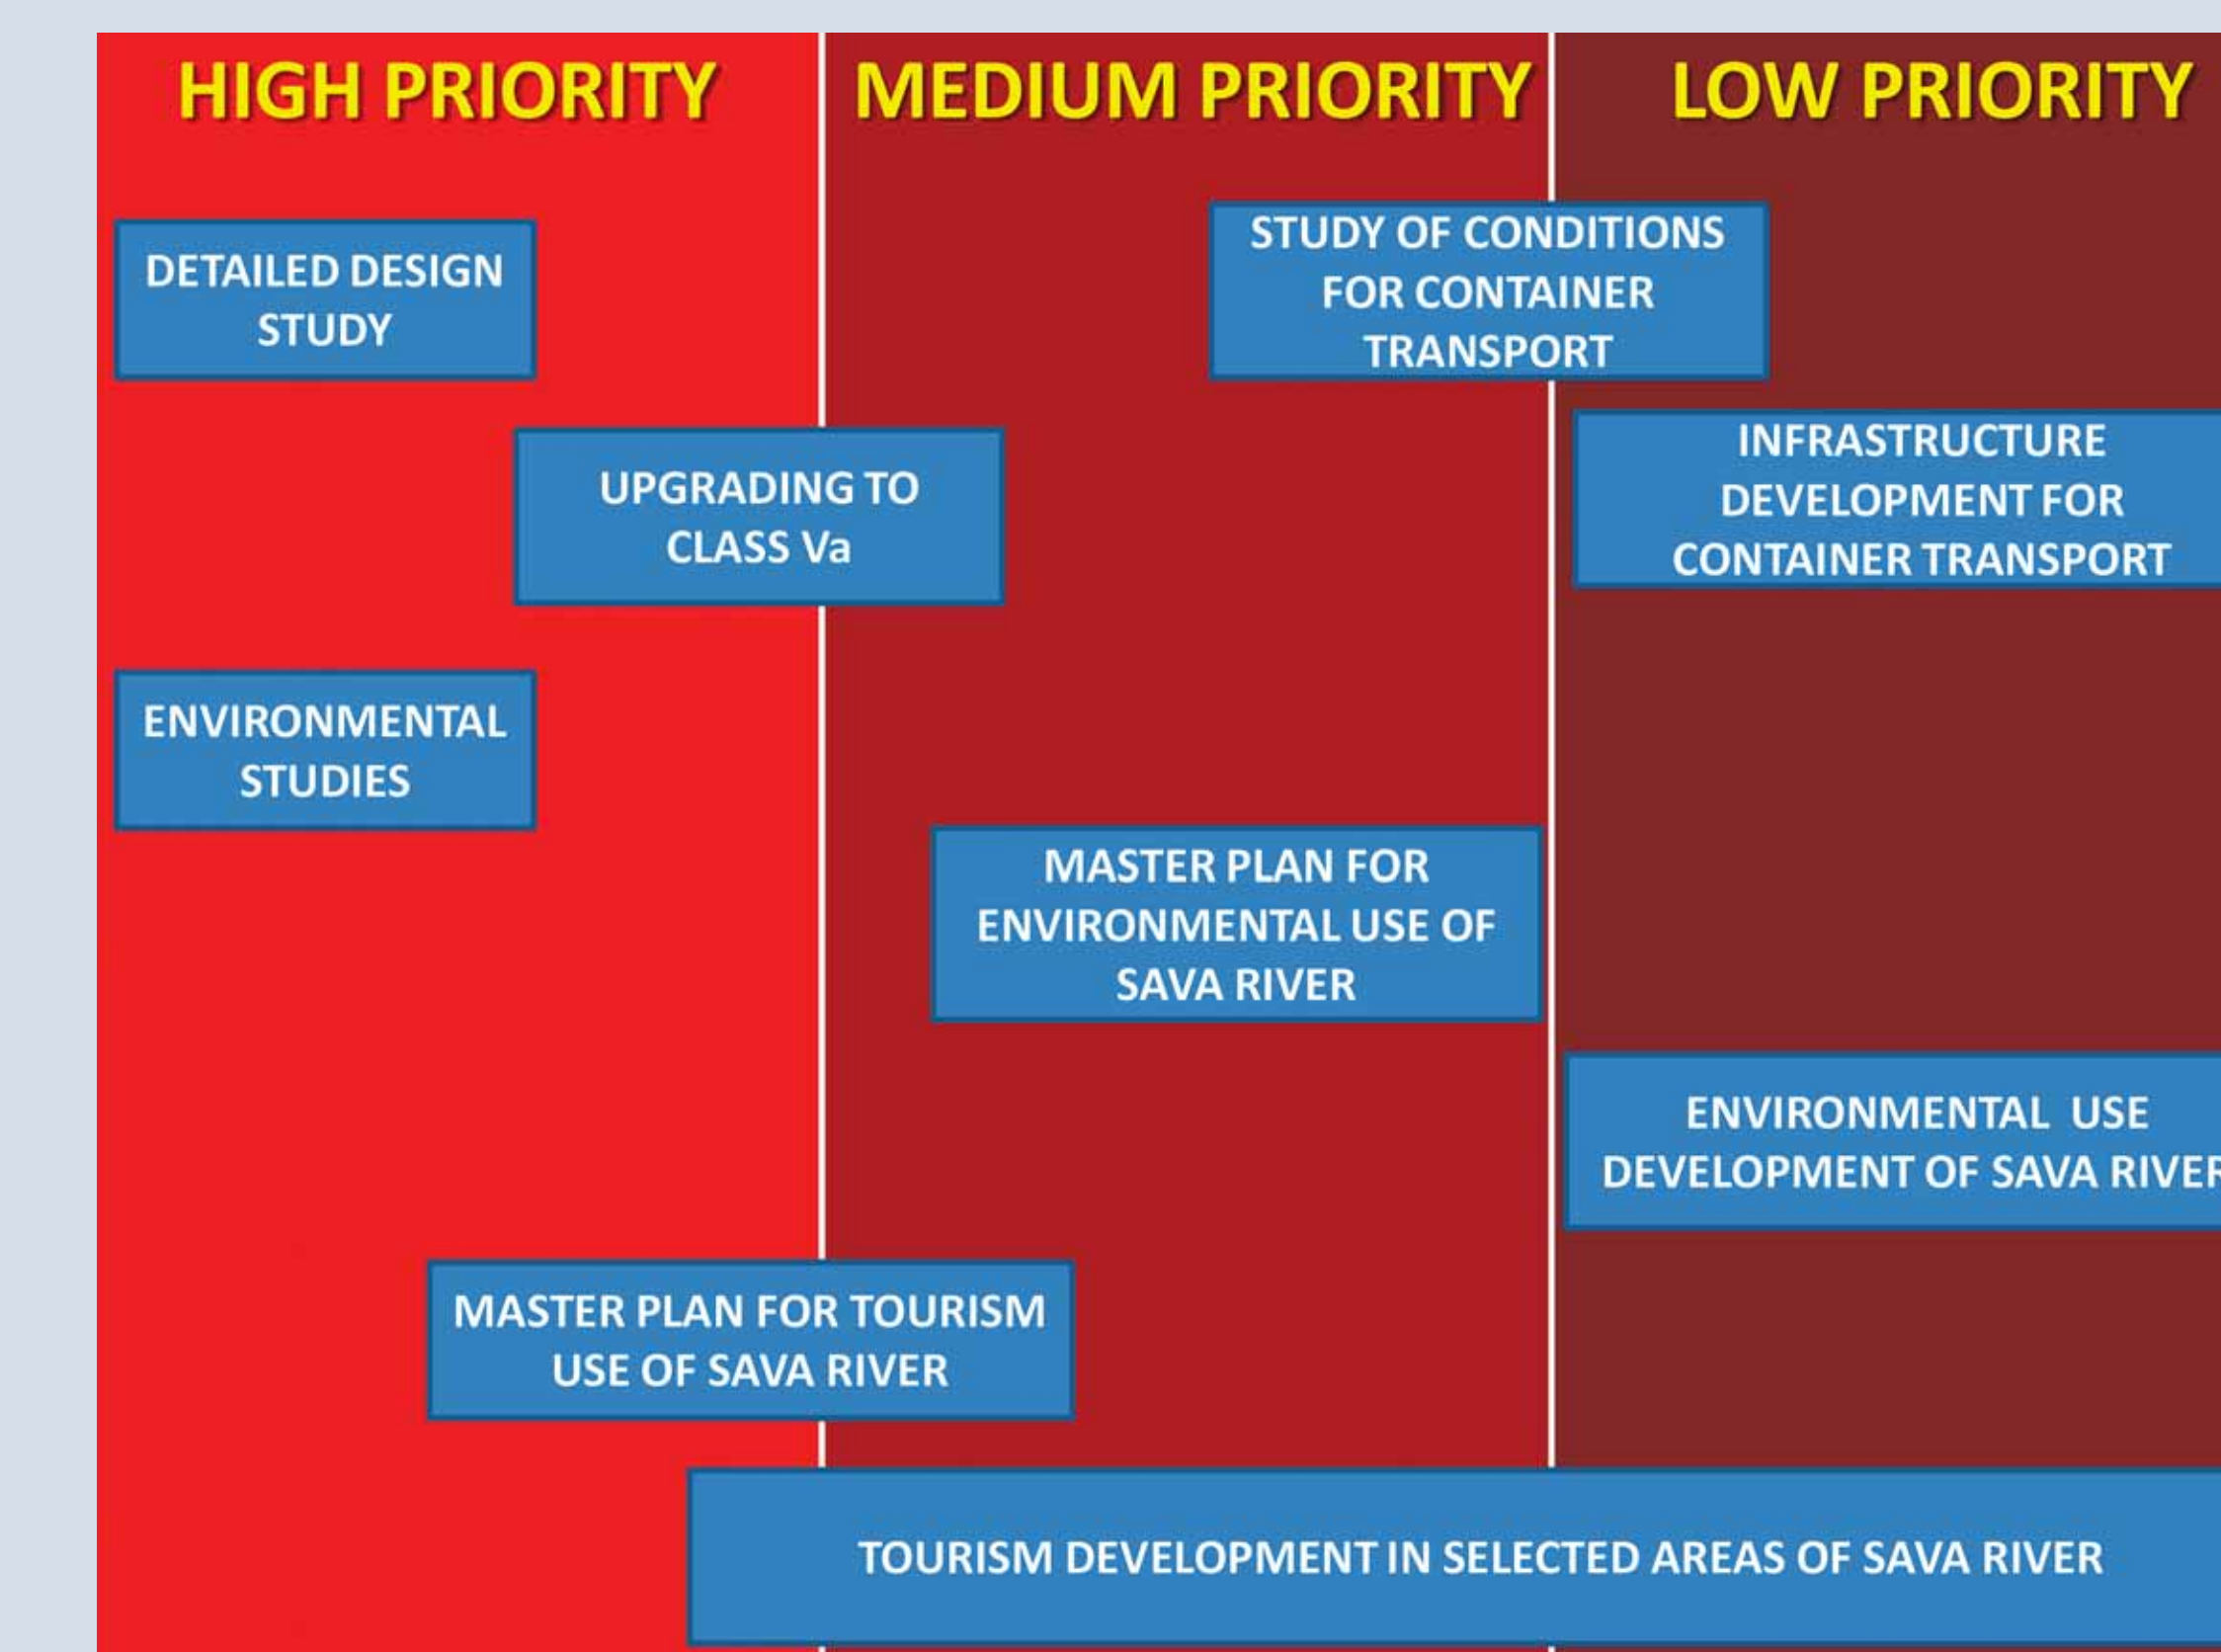 HIGH PRIORITY
MEDIUM PRIORITY
LOW PRIORITY
DETAILED DESIGN
STUDY
STUDY OF CONDITIONS
FOR CONTAINER
TRANSPORT
UPGRADING TO
CLASS Va
INFRASTRUCTURE
DEVELOPMENT FOR
CONTAINER TRANSPORT
ENVIRONMENTAL
STUDIES
MASTER PLAN FOR
ENVIRONMENTAL USE OF
SAVA RIVER
ENVIRONMENTAL USE
DEVELOPMENT OF SAVA RIVER
MASTER PLAN FOR TOURISM
USE OF SAVA RIVER
TOURISM DEVELOPMENT IN SELECTED AREAS OF SAVA RIVER